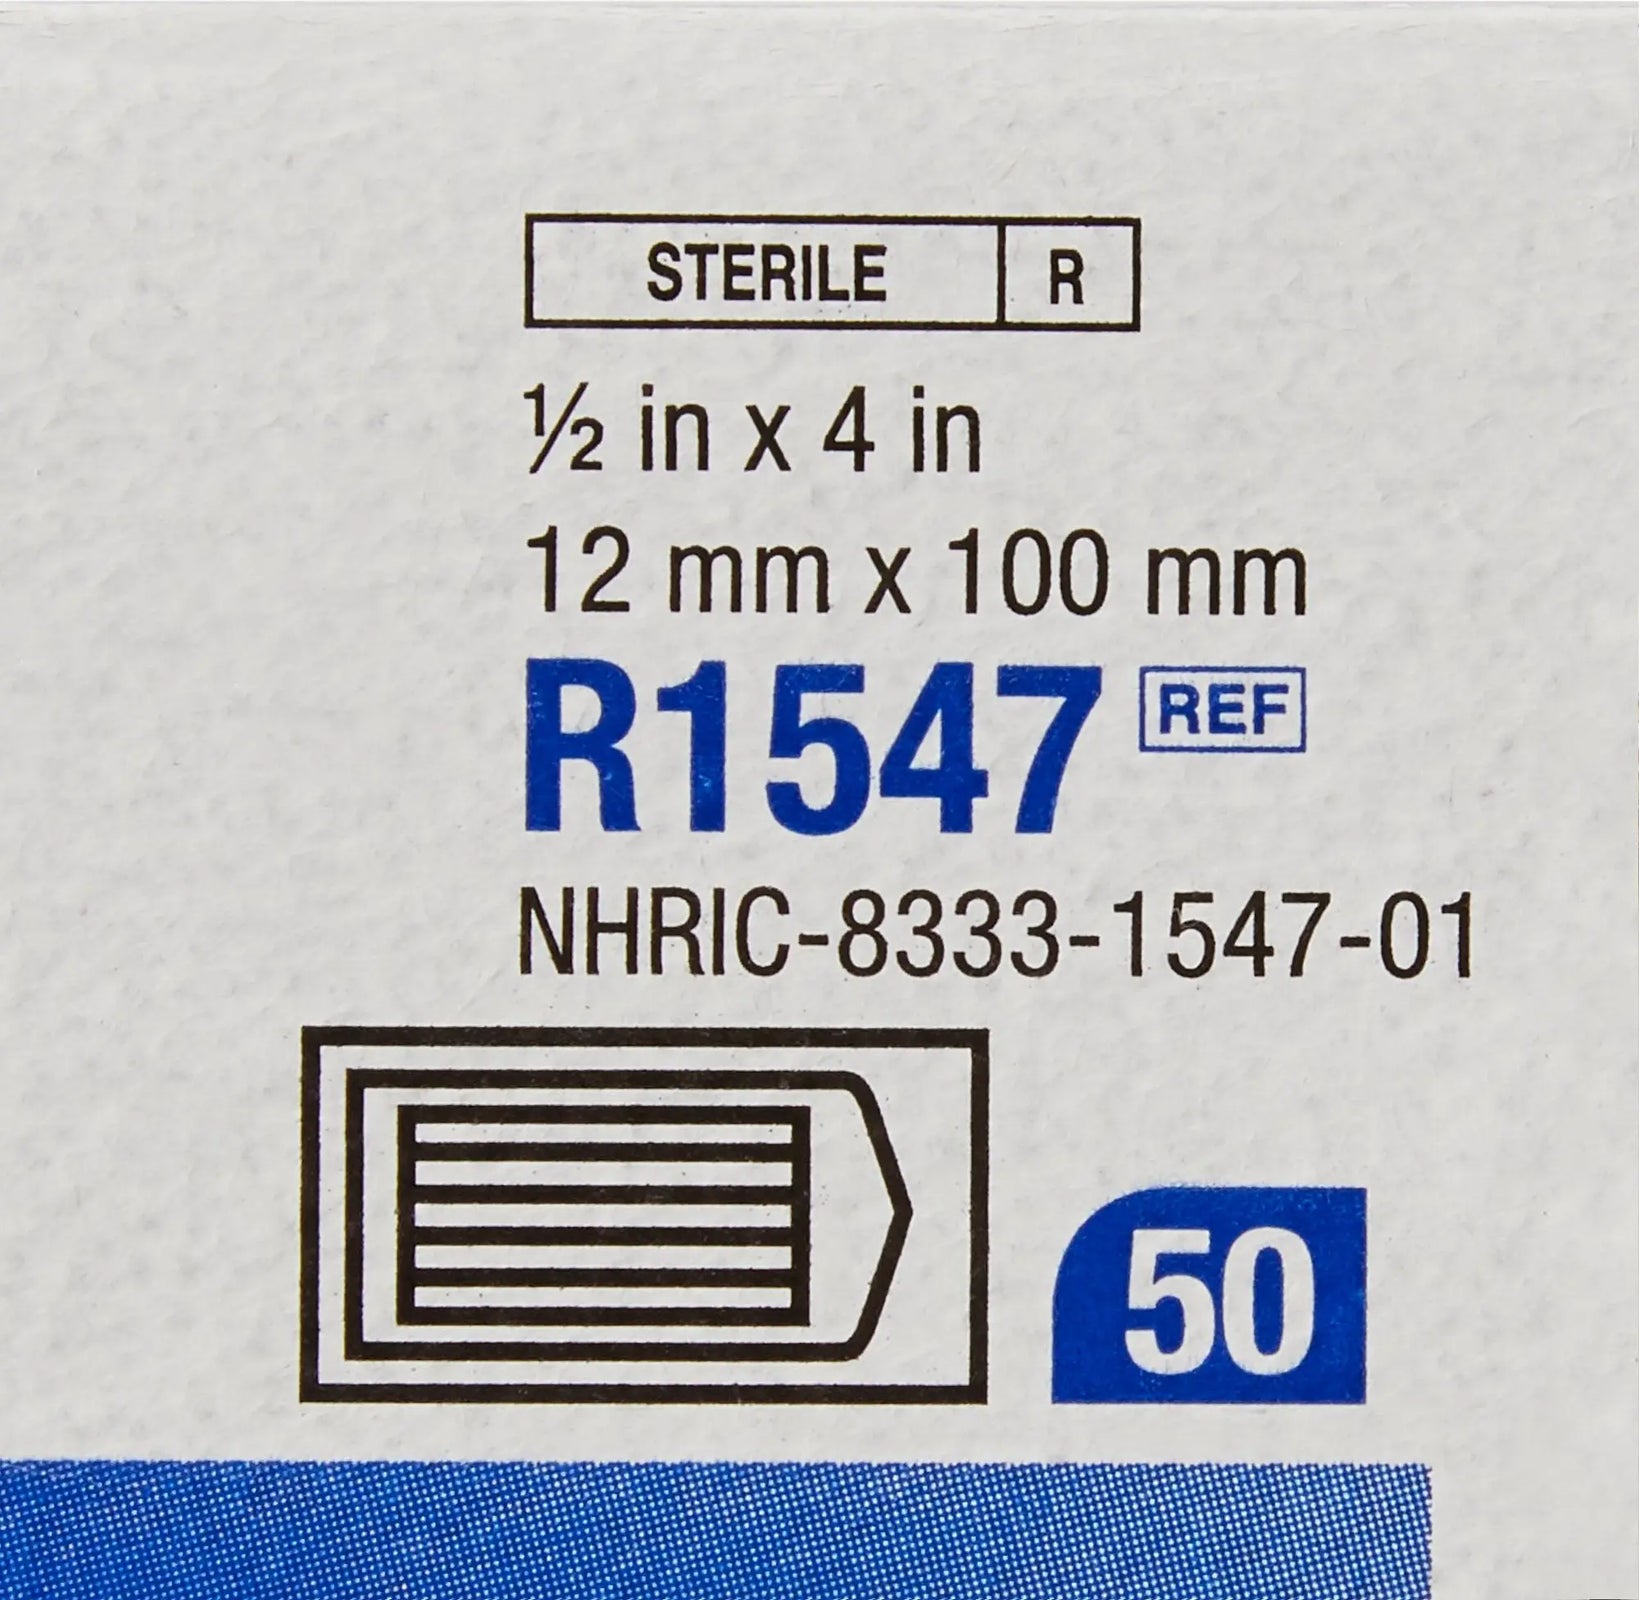 STERILE R
½ in x 4 in
12 mm x 100 mm
R1547 REF
NHRIC-8333-1547-01
50